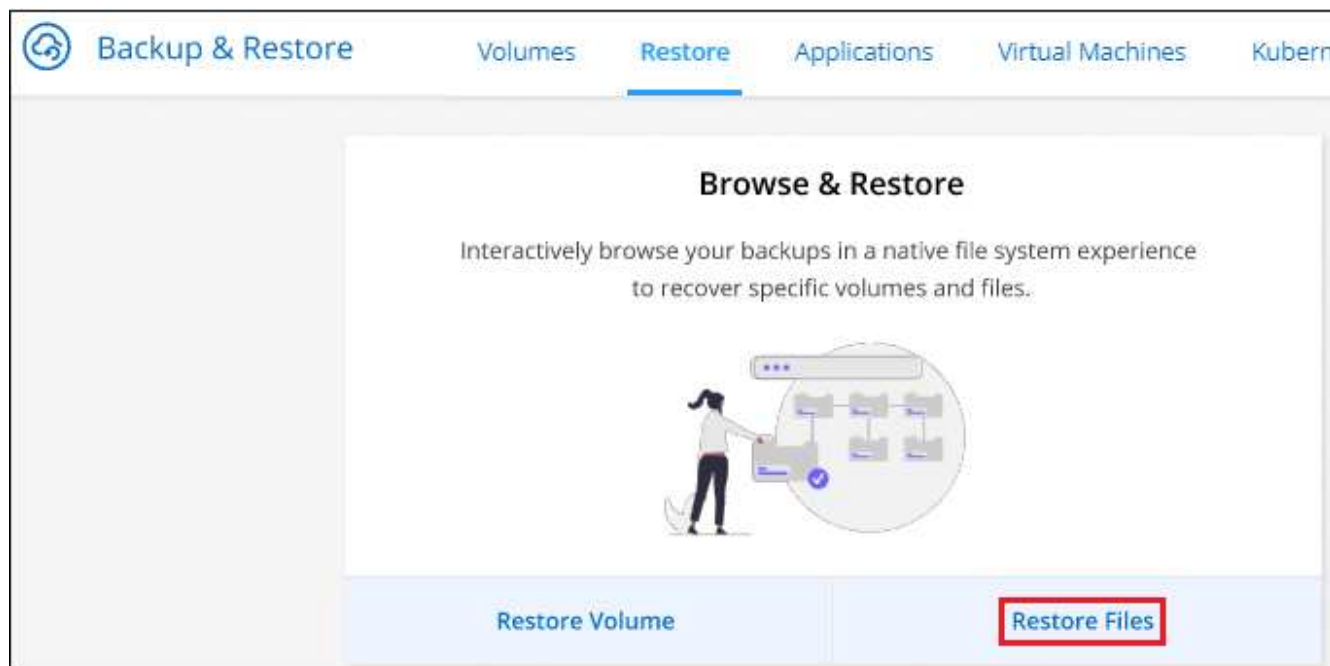 Backup & Restore Volumes Restore Applications Virtual Machines Kubern
Browse & Restore
Interactively browse your backups in a native file system experience
to recover specific volumes and files.
Restore Volume Restore Files